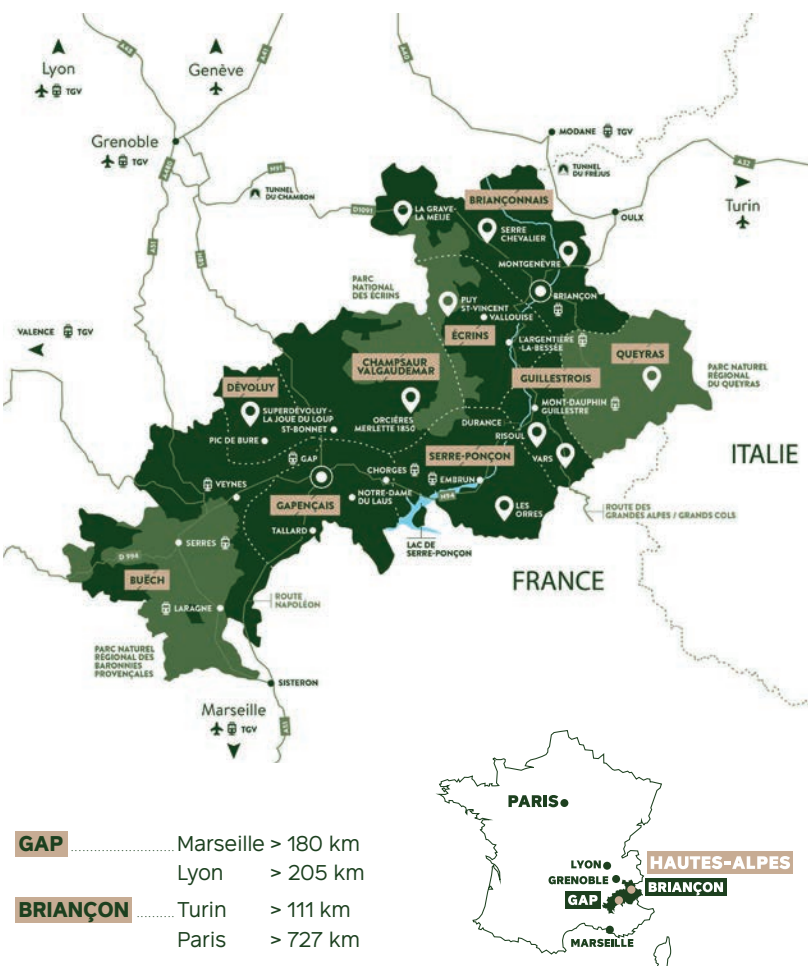 A43
A41
A40
Lyon
TGV
Genève
MODANE
TGV
Grenoble
TGV
A480
N91
TUNNEL
DU CHAMBON
TUNNEL
DU FRÉJUS
A32
Turin
OULX
BRIANÇONNAIS
D1091
LA GRAVE-
LA MEIJE
SERRE
CHEVALIER
MONTGENÈVRE
A51
PARC
NATIONAL
DES ÉCRINS
PUY
ST-VINCENT
BRIANÇON
VALLOUISE
VALENCE
TGV
ÉCRINS
L'ARGENTIÈRE
-LA-BESSÉE
QUEYRAS
CHAMPSAUR
VALGAUDEMAR
PARC NATUREL
RÉGIONAL
DU QUEYRAS
DÉVOLUY
GUILLESTROIS
SUPERDÉVOLUY -
LA JOUE DU LOUP
ST-BONNET
ORCIÈRES
MERLETTE 1850
MONT-DAUPHIN
GUILLESTRE
DURANCE
PIC DE BURE
RISOUL
GAP
SERRE-PONÇON
VARS
ITALIE
CHORGES
EMBRUN
VEYNES
N94
GAPENÇAIS
NOTRE-DAME
DU LAUS
LES
ORRES
ROUTE DES
GRANDES ALPES / GRANDS COLS
TALLARD
SERRES
LAC DE
SERRE-PONÇON
D 994
BUËCH
FRANCE
LARAGNE
ROUTE
NAPOLÉON
PARC NATUREL
RÉGIONAL DES
BARONNIES
PROVENÇALES
SISTERON
Marseille
TGV
PARIS
LYON
HAUTES-ALPES
GRENOBLE
BRIANÇON
GAP
MARSEILLE
GAP ........................ Marseille > 180 km
Lyon > 205 km
BRIANÇON ......... Turin > 111 km
Paris > 727 km